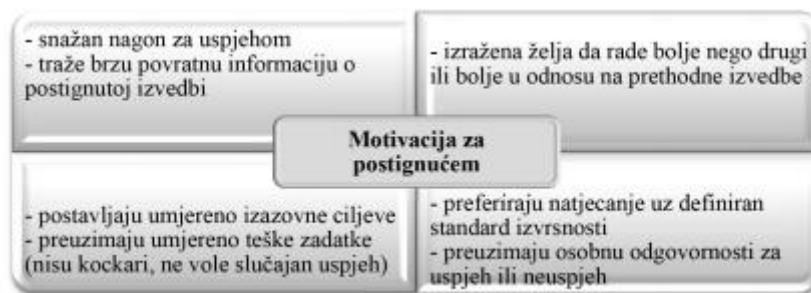 - snažan nagon za uspjehom
- traže brzu povratnu informaciju o
postignutoj izvedbi
- izražena želja da rade bolje nego drugi
ili bolje u odnosu na prethodne izvedbe
Motivacija za
postignućem
- postavljaju umjereno izazovne ciljeve
- preuzimaju umjereno teške zadatke
(nisu kockari, ne vole slučajan uspjeh)
- preferiraju natjecanje uz definiran
standard izvrsnosti
- preuzimaju osobnu odgovornosti za
uspjeh ili neuspjeh